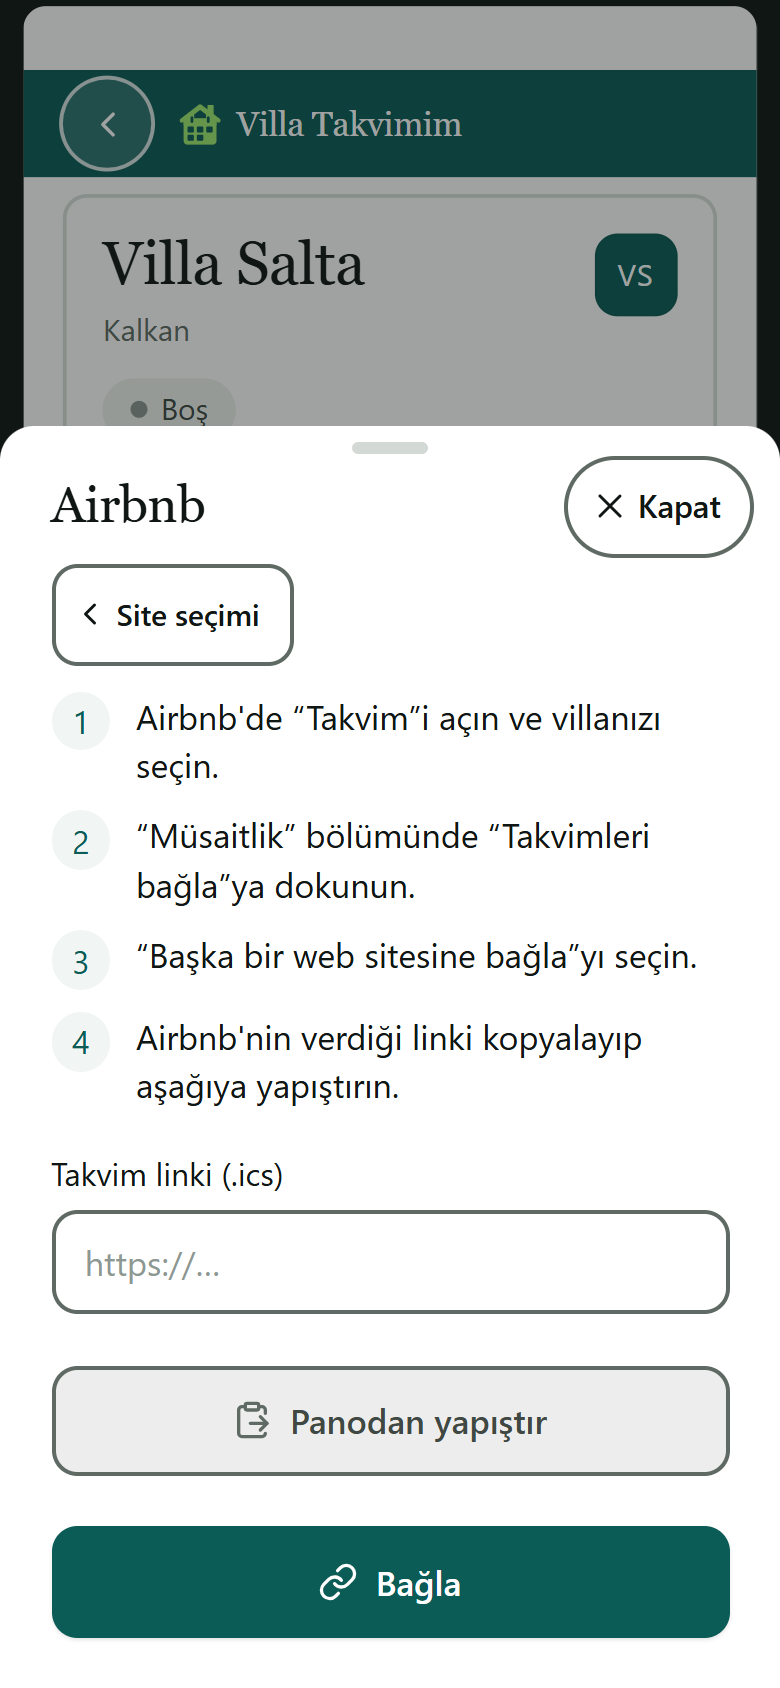 Villa Takvimim
Villa Salta
VS
Kalkan
Boş
Airbnb
Kapat
Site seçimi
1
Airbnb'de “Takvim”i açın ve villanızı
seçin.
2
“Müsaitlik” bölümünde “Takvimleri
bağla”ya dokunun.
3
“Başka bir web sitesine bağla”yı seçin.
4
Airbnb'nin verdiği linki kopyalayıp
aşağıya yapıştırın.
Takvim linki (.ics)
https://...
Panodan yapıştır
Bağla